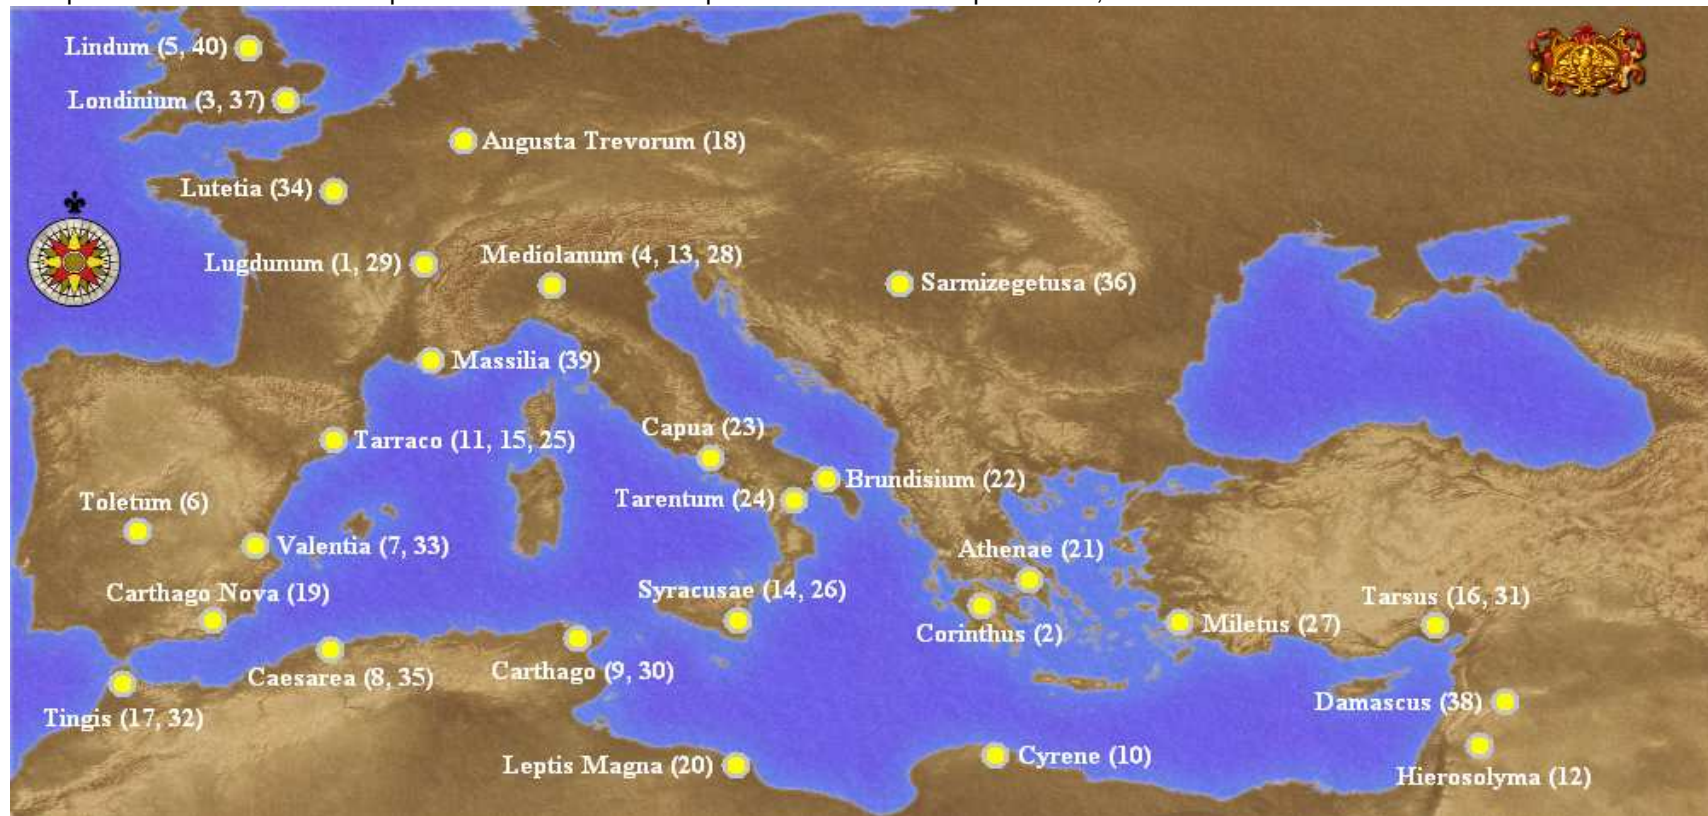 Lindum (5, 40)
Londinium (3, 37)
Augusta Trevorum (18)
Lutetia (34)
Lugdunum (1, 29)
Mediolanum (4, 13, 28)
Sarmizegetusa (36)
Massilia (39)
Capua (23)
Tarraco (11, 15, 25)
Brundisium (22)
Toletum (6)
Tarentum (24)
Valentia (7, 33)
Athenae (21)
Carthago Nova (19)
Syracusae (14, 26)
Tarsus (16, 31)
Corinthus (2)
Miletus (27)
Caesarea (8, 35)
Carthago (9, 30)
Damascus (38)
Tingis (17, 32)
Leptis Magna (20)
Cyrene (10)
Hierosolyma (12)